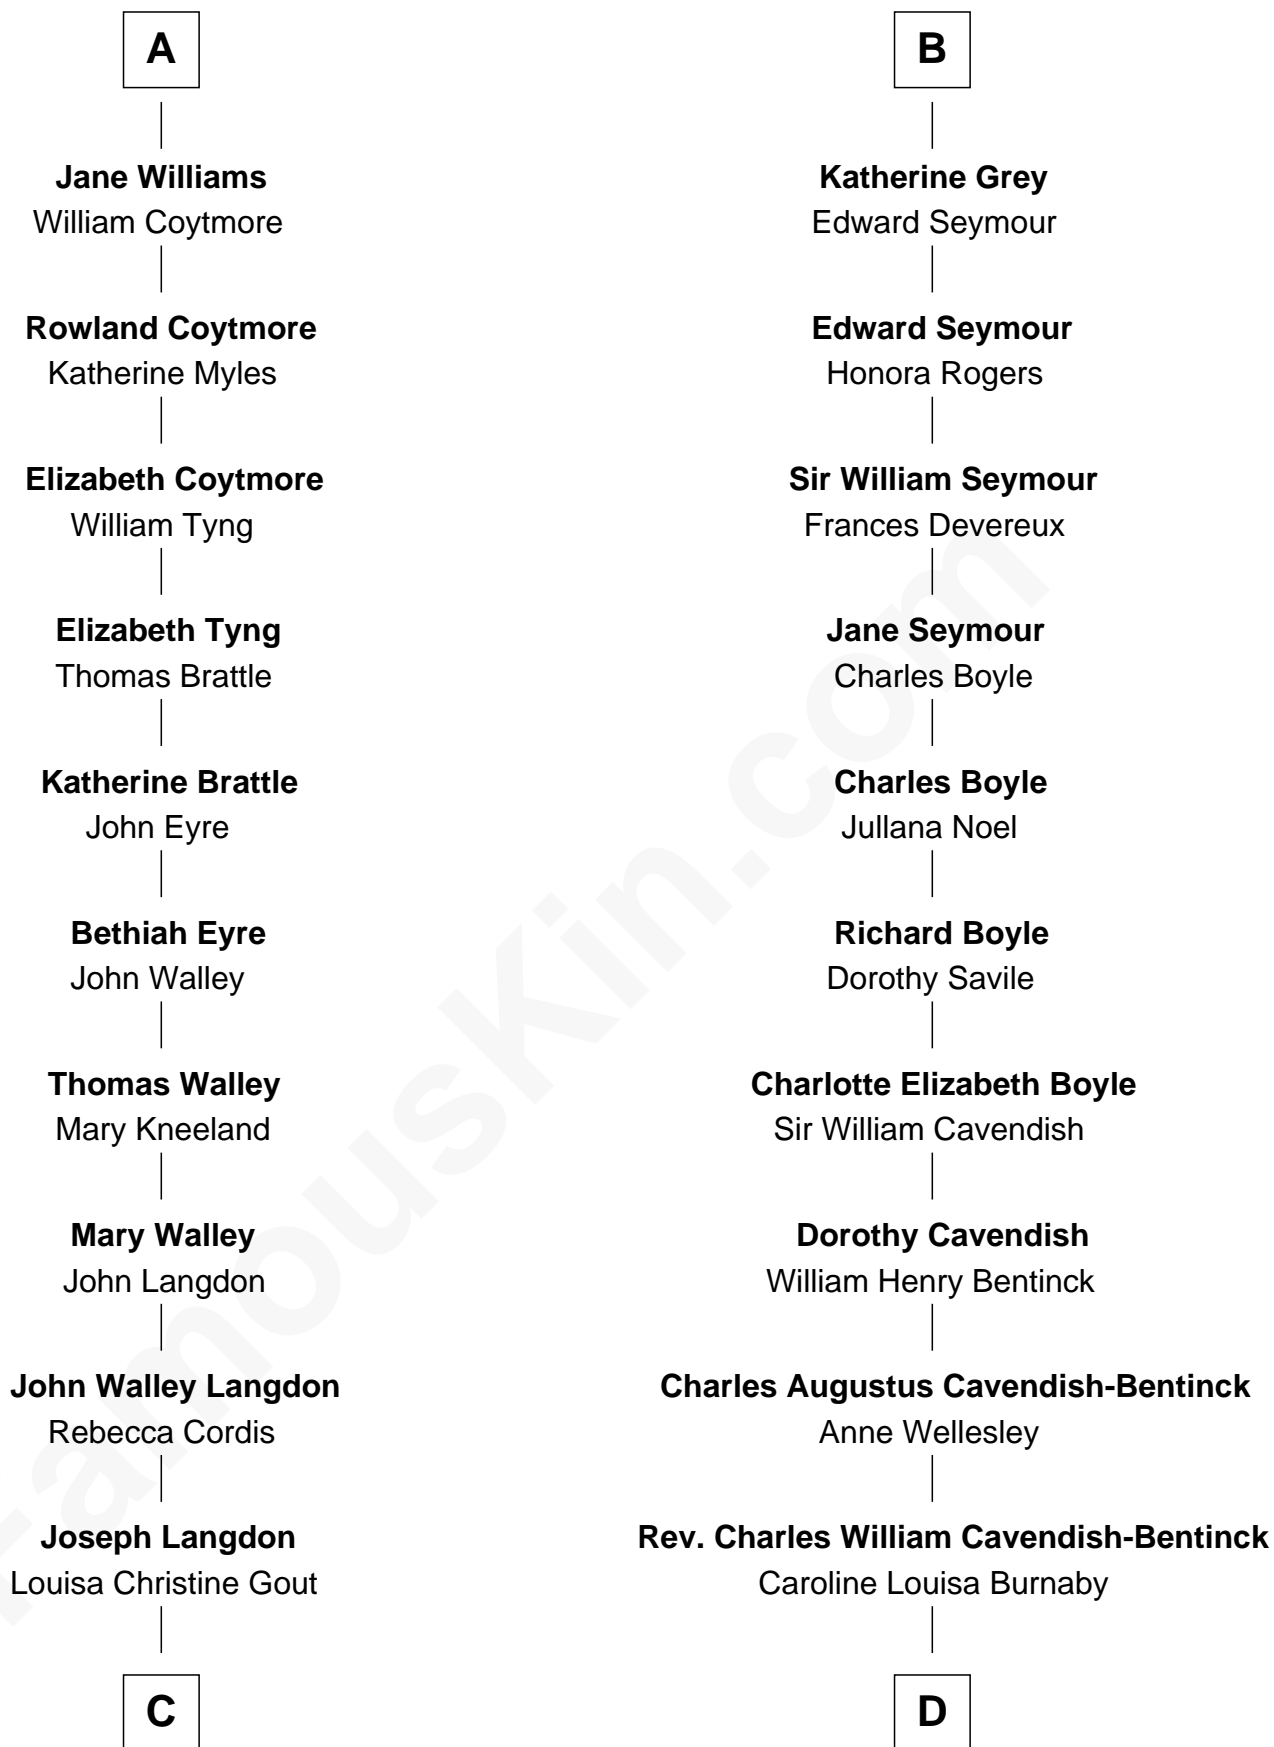 A
Jane Williams
William Coytmore
Rowland Coytmore
Katherine Myles
Elizabeth Coytmore
William Tyng
Elizabeth Tyng
Thomas Brattle
Katherine Brattle
John Eyre
Bethiah Eyre
John Walley
Thomas Walley
Mary Kneeland
Mary Walley
John Langdon
John Walley Langdon
Rebecca Cordis
Joseph Langdon
Louisa Christine Gout
C
B
Katherine Grey
Edward Seymour
Edward Seymour
Honora Rogers
Sir William Seymour
Frances Devereux
Jane Seymour
Charles Boyle
Charles Boyle
Jullana Noel
Richard Boyle
Dorothy Savile
Charlotte Elizabeth Boyle
Sir William Cavendish
Dorothy Cavendish
William Henry Bentinck
Charles Augustus Cavendish-Bentinck
Anne Wellesley
Rev. Charles William Cavendish-Bentinck
Caroline Louisa Burnaby
D
FamousKin.com